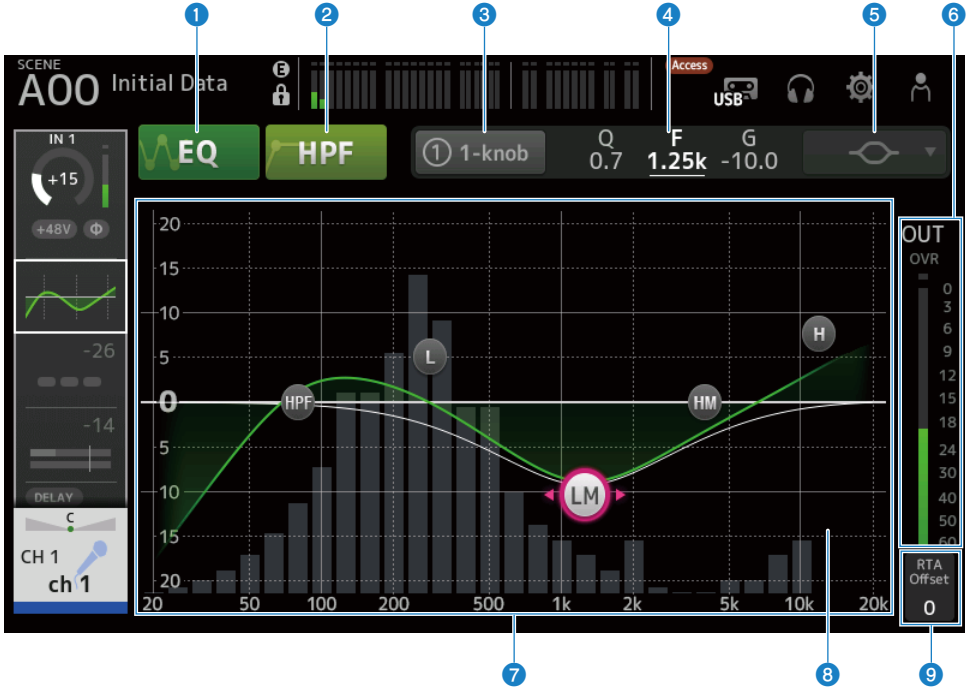 1 2 3 4 5 6
SCENE
A00 Initial Data
E
Access
USB
IN 1
+15
+48V Φ
-26
-14
DELAY
C
CH 1
ch 1
EQ
HPF
1 1-knob
Q F G
0.7 1.25k -10.0
OUT
OVR
0
3
6
9
12
15
18
24
30
40
50
60
20
15
10
5
0
5
10
15
20
HPF
L
LM
HM
H
20 50 100 200 500 1k 2k 5k 10k 20k
RTA
Offset
0
7 8 9